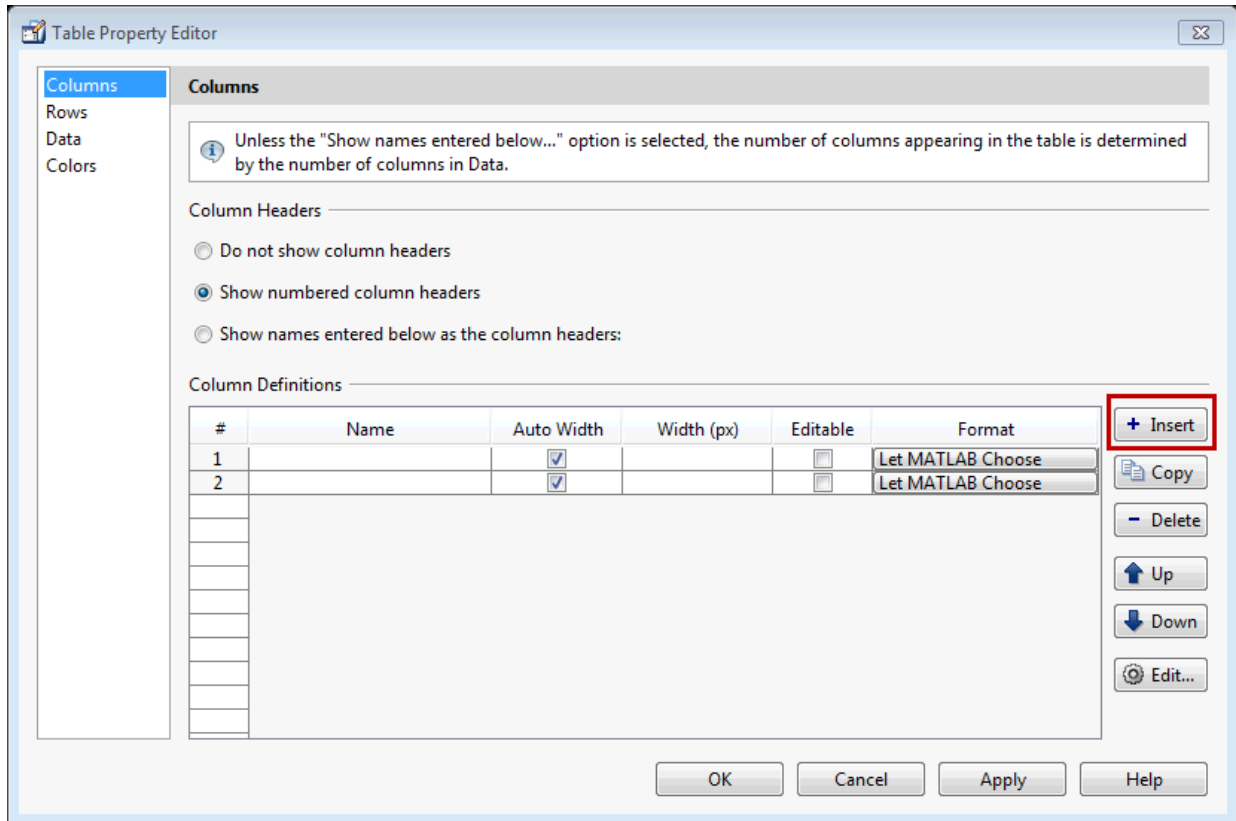 Table Property Editor
Columns
Rows
Data
Colors
Columns
Unless the "Show names entered below..." option is selected, the number of columns appearing in the table is determined
by the number of columns in Data.
Column Headers
Do not show column headers
Show numbered column headers
Show names entered below as the column headers:
Column Definitions
# Name Auto Width Width (px) Editable Format
1 Let MATLAB Choose
2 Let MATLAB Choose
+ Insert
Copy
- Delete
Up
Down
Edit...
OK Cancel Apply Help